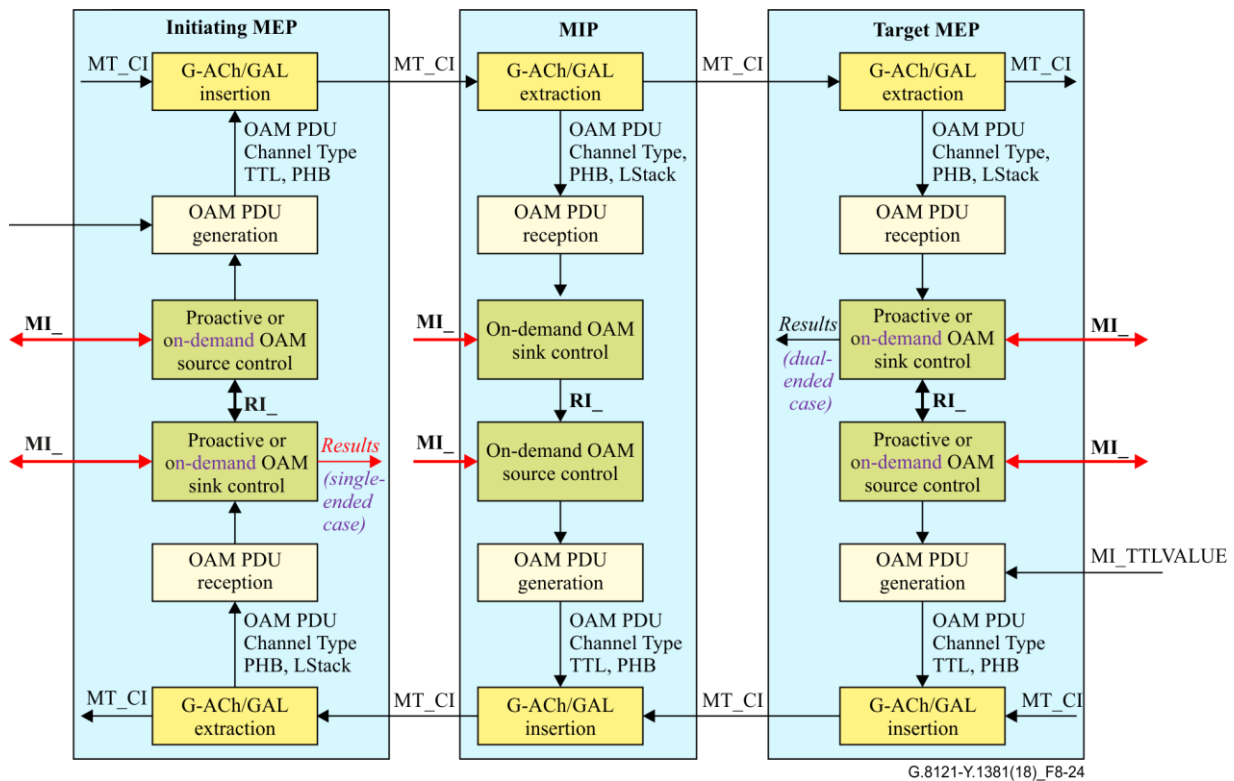 Initiating MEP
MT_CI
G-ACh/GAL
insertion
OAM PDU
Channel Type
TTL, PHB
OAM PDU
generation
MI_
Proactive or
on-demand OAM
source control
RI_
MI_
Proactive or
on-demand OAM
sink control
Results
(single-
ended
case)
OAM PDU
reception
OAM PDU
Channel Type
PHB, LStack
MT_CI
G-ACh/GAL
extraction
MT_CI
MT_CI
MIP
G-ACh/GAL
extraction
OAM PDU
Channel Type,
PHB, LStack
OAM PDU
reception
MI_
On-demand OAM
sink control
RI_
MI_
On-demand OAM
source control
OAM PDU
generation
OAM PDU
Channel Type
TTL, PHB
G-ACh/GAL
insertion
MT_CI
MT_CI
Target MEP
G-ACh/GAL
extraction
MT_CI
OAM PDU
Channel Type,
PHB, LStack
OAM PDU
reception
Results
(dual-
ended
case)
Proactive or
on-demand OAM
sink control
MI_
RI_
Proactive or
on-demand OAM
source control
MI_
OAM PDU
generation
MI_TTLVALUE
OAM PDU
Channel Type
TTL, PHB
G-ACh/GAL
insertion
MT_CI
G.8121-Y.1381(18)_F8-24